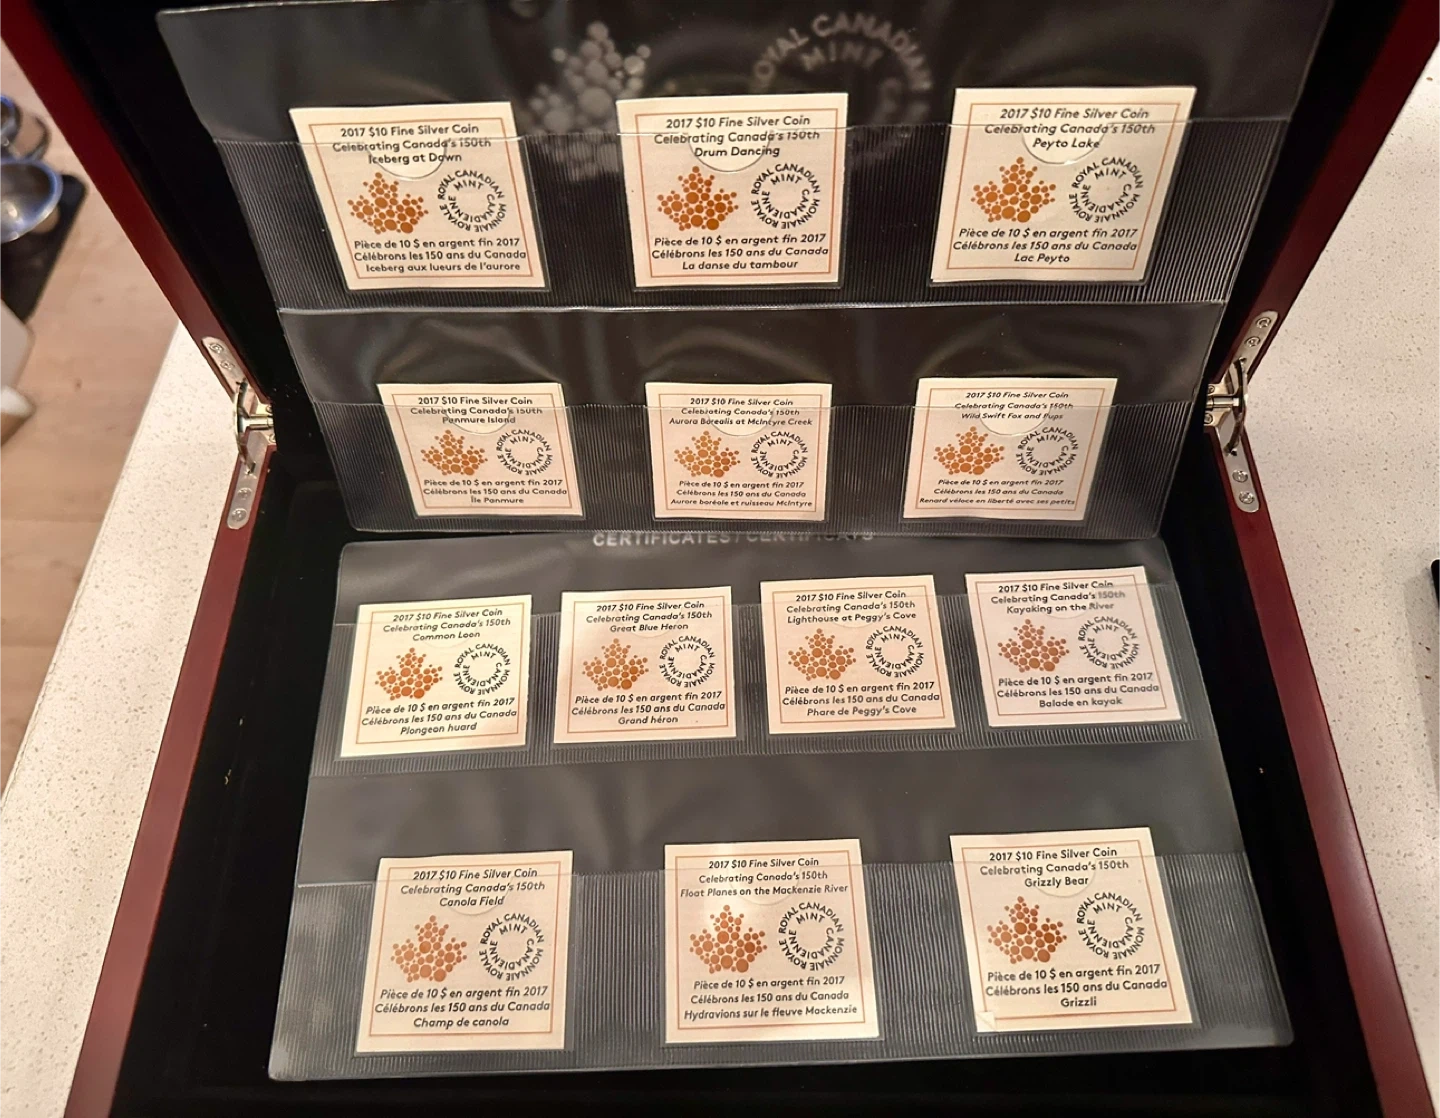 ROYAL CANADIAN
MINT
2017 $10 Fine Silver Coin
Celebrating Canada's 150th
Iceberg at Dawn
ROYAL CANADIAN MINT
MONNAIE ROYALE CANADIENNE
Pièce de 10 $ en argent fin 2017
Célébrons les 150 ans du Canada
Iceberg aux lueurs de l'aurore
2017 $10 Fine Silver Coin
Celebrating Canada's 150th
Drum Dancing
ROYAL CANADIAN MINT
MONNAIE ROYALE CANADIENNE
Pièce de 10 $ en argent fin 2017
Célébrons les 150 ans du Canada
La danse du tambour
2017 $10 Fine Silver Coin
Celebrating Canada's 150th
Peyto Lake
ROYAL CANADIAN MINT
MONNAIE ROYALE CANADIENNE
Pièce de 10 $ en argent fin 2017
Célébrons les 150 ans du Canada
Lac Peyto
2017 $10 Fine Silver Coin
Celebrating Canada's 150th
Panmure Island
ROYAL CANADIAN MINT
MONNAIE ROYALE CANADIENNE
Pièce de 10 $ en argent fin 2017
Célébrons les 150 ans du Canada
Île Panmure
2017 $10 Fine Silver Coin
Celebrating Canada's 150th
Aurora Borealis at McIntyre Creek
ROYAL CANADIAN MINT
MONNAIE ROYALE CANADIENNE
Pièce de 10 $ en argent fin 2017
Célébrons les 150 ans du Canada
Aurore boréale et ruisseau McIntyre
2017 $10 Fine Silver Coin
Celebrating Canada's 150th
Wild Swift Fox and Pups
ROYAL CANADIAN MINT
MONNAIE ROYALE CANADIENNE
Pièce de 10 $ en argent fin 2017
Célébrons les 150 ans du Canada
Renard véloce en liberté avec ses petits
CERTIFICATES / CERTIFICATS
2017 $10 Fine Silver Coin
Celebrating Canada's 150th
Common Loon
ROYAL CANADIAN MINT
MONNAIE ROYALE CANADIENNE
Pièce de 10 $ en argent fin 2017
Célébrons les 150 ans du Canada
Plongeon huard
2017 $10 Fine Silver Coin
Celebrating Canada's 150th
Great Blue Heron
ROYAL CANADIAN MINT
MONNAIE ROYALE CANADIENNE
Pièce de 10 $ en argent fin 2017
Célébrons les 150 ans du Canada
Grand héron
2017 $10 Fine Silver Coin
Celebrating Canada's 150th
Lighthouse at Peggy's Cove
ROYAL CANADIAN MINT
MONNAIE ROYALE CANADIENNE
Pièce de 10 $ en argent fin 2017
Célébrons les 150 ans du Canada
Phare de Peggy's Cove
2017 $10 Fine Silver Coin
Celebrating Canada's 150th
Kayaking on the River
ROYAL CANADIAN MINT
MONNAIE ROYALE CANADIENNE
Pièce de 10 $ en argent fin 2017
Célébrons les 150 ans du Canada
Balade en kayak
2017 $10 Fine Silver Coin
Celebrating Canada's 150th
Canola Field
ROYAL CANADIAN MINT
MONNAIE ROYALE CANADIENNE
Pièce de 10 $ en argent fin 2017
Célébrons les 150 ans du Canada
Champ de canola
2017 $10 Fine Silver Coin
Celebrating Canada's 150th
Float Planes on the Mackenzie River
ROYAL CANADIAN MINT
MONNAIE ROYALE CANADIENNE
Pièce de 10 $ en argent fin 2017
Célébrons les 150 ans du Canada
Hydravions sur le fleuve Mackenzie
2017 $10 Fine Silver Coin
Celebrating Canada's 150th
Grizzly Bear
ROYAL CANADIAN MINT
MONNAIE ROYALE CANADIENNE
Pièce de 10 $ en argent fin 2017
Célébrons les 150 ans du Canada
Grizzli